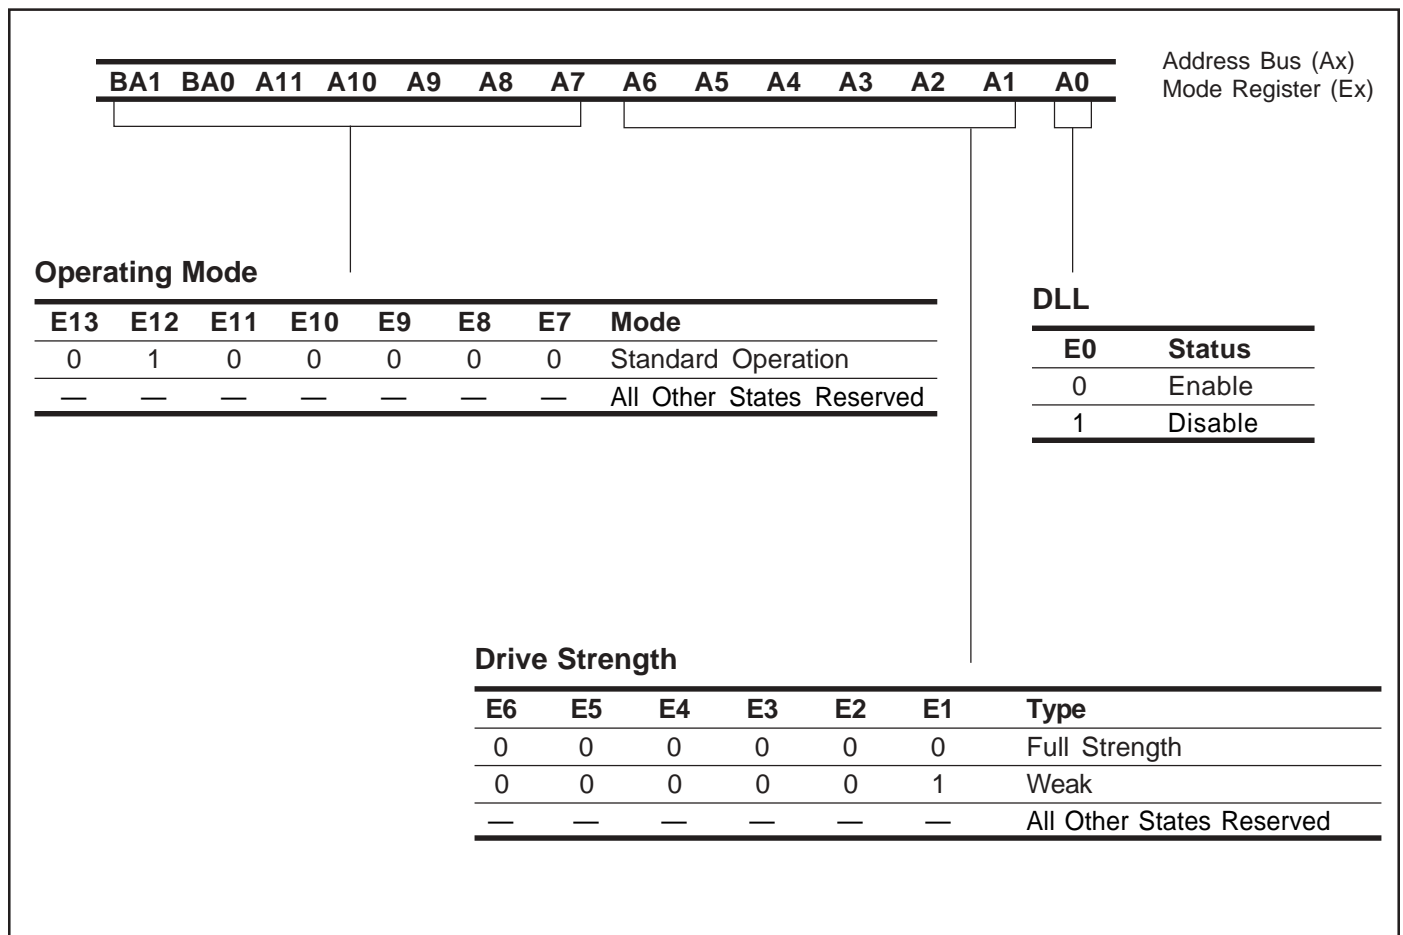 Address Bus (Ax)
Mode Register (Ex)
BA1 BA0 A11 A10 A9 A8 A7 A6 A5 A4 A3 A2 A1 A0
Operating Mode
E13 E12 E11 E10 E9 E8 E7 Mode
0 1 0 0 0 0 0 Standard Operation
— — — — — — — All Other States Reserved
DLL
E0 Status
0 Enable
1 Disable
Drive Strength
E6 E5 E4 E3 E2 E1 Type
0 0 0 0 0 0 Full Strength
0 0 0 0 0 1 Weak
— — — — — — All Other States Reserved